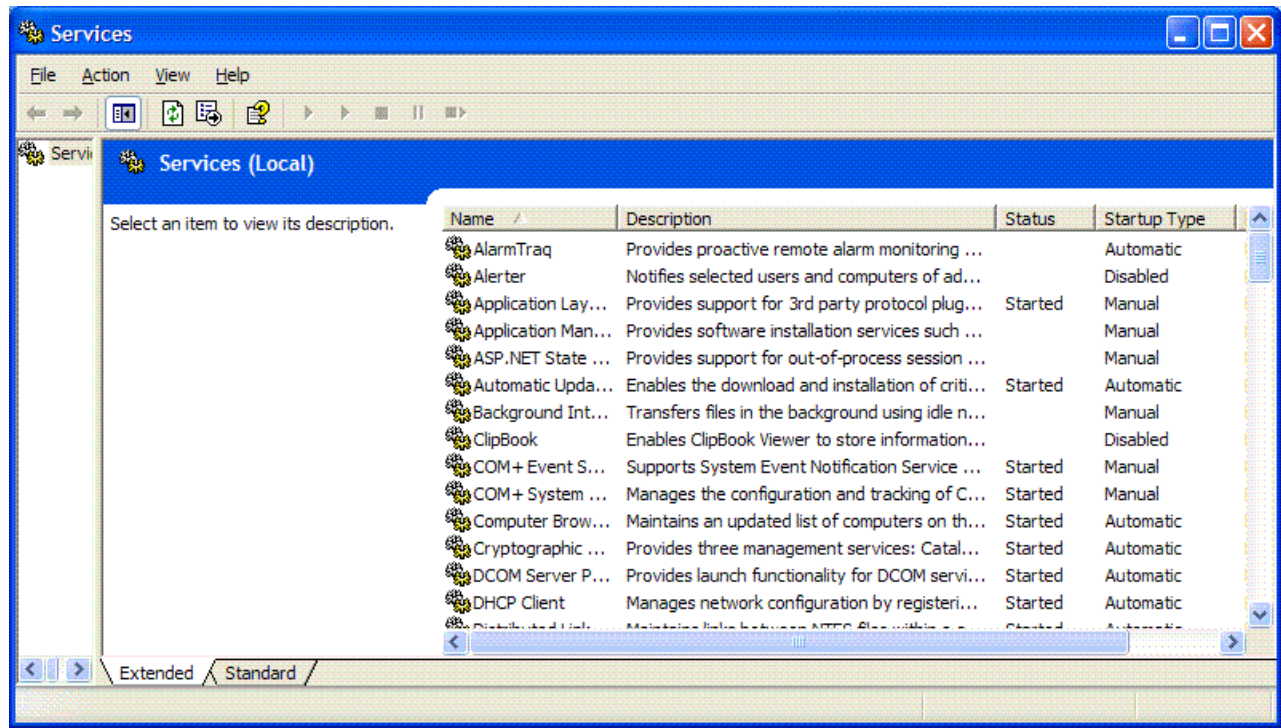 Services
File Action View Help
Servi
Services (Local)
Select an item to view its description.
Name Description Status Startup Type
AlarmTraq Provides proactive remote alarm monitoring ... Automatic
Alerter Notifies selected users and computers of ad... Disabled
Application Lay... Provides support for 3rd party protocol plug... Started Manual
Application Man... Provides software installation services such ... Manual
ASP.NET State ... Provides support for out-of-process session ... Manual
Automatic Upda... Enables the download and installation of criti... Started Automatic
Background Int... Transfers files in the background using idle n... Manual
ClipBook Enables ClipBook Viewer to store information... Disabled
COM+ Event S... Supports System Event Notification Service ... Started Manual
COM+ System ... Manages the configuration and tracking of C... Started Manual
Computer Brow... Maintains an updated list of computers on th... Started Automatic
Cryptographic ... Provides three management services: Catal... Started Automatic
DCOM Server P... Provides launch functionality for DCOM servi... Started Automatic
DHCP Client Manages network configuration by registeri... Started Automatic
Extended Standard